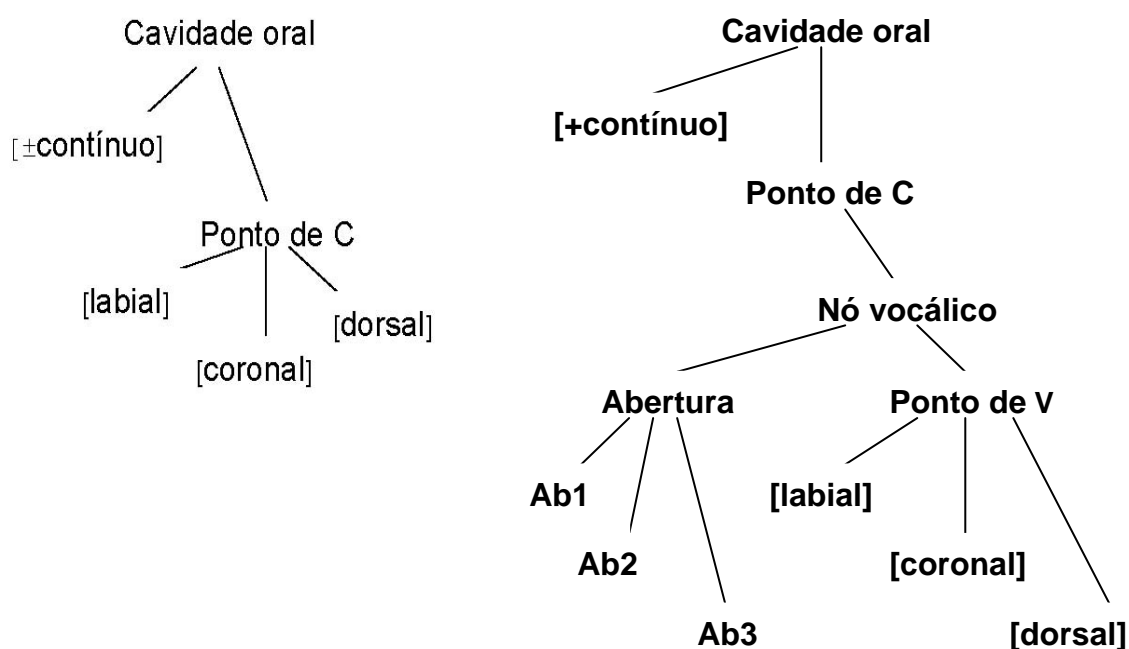 Cavidade oral
[±contínuo]
Ponto de C
[labial]
[dorsal]
[coronal]
Cavidade oral
[+contínuo]
Ponto de C
Nó vocálico
Abertura
Ponto de V
Ab1
[labial]
Ab2
[coronal]
Ab3
[dorsal]